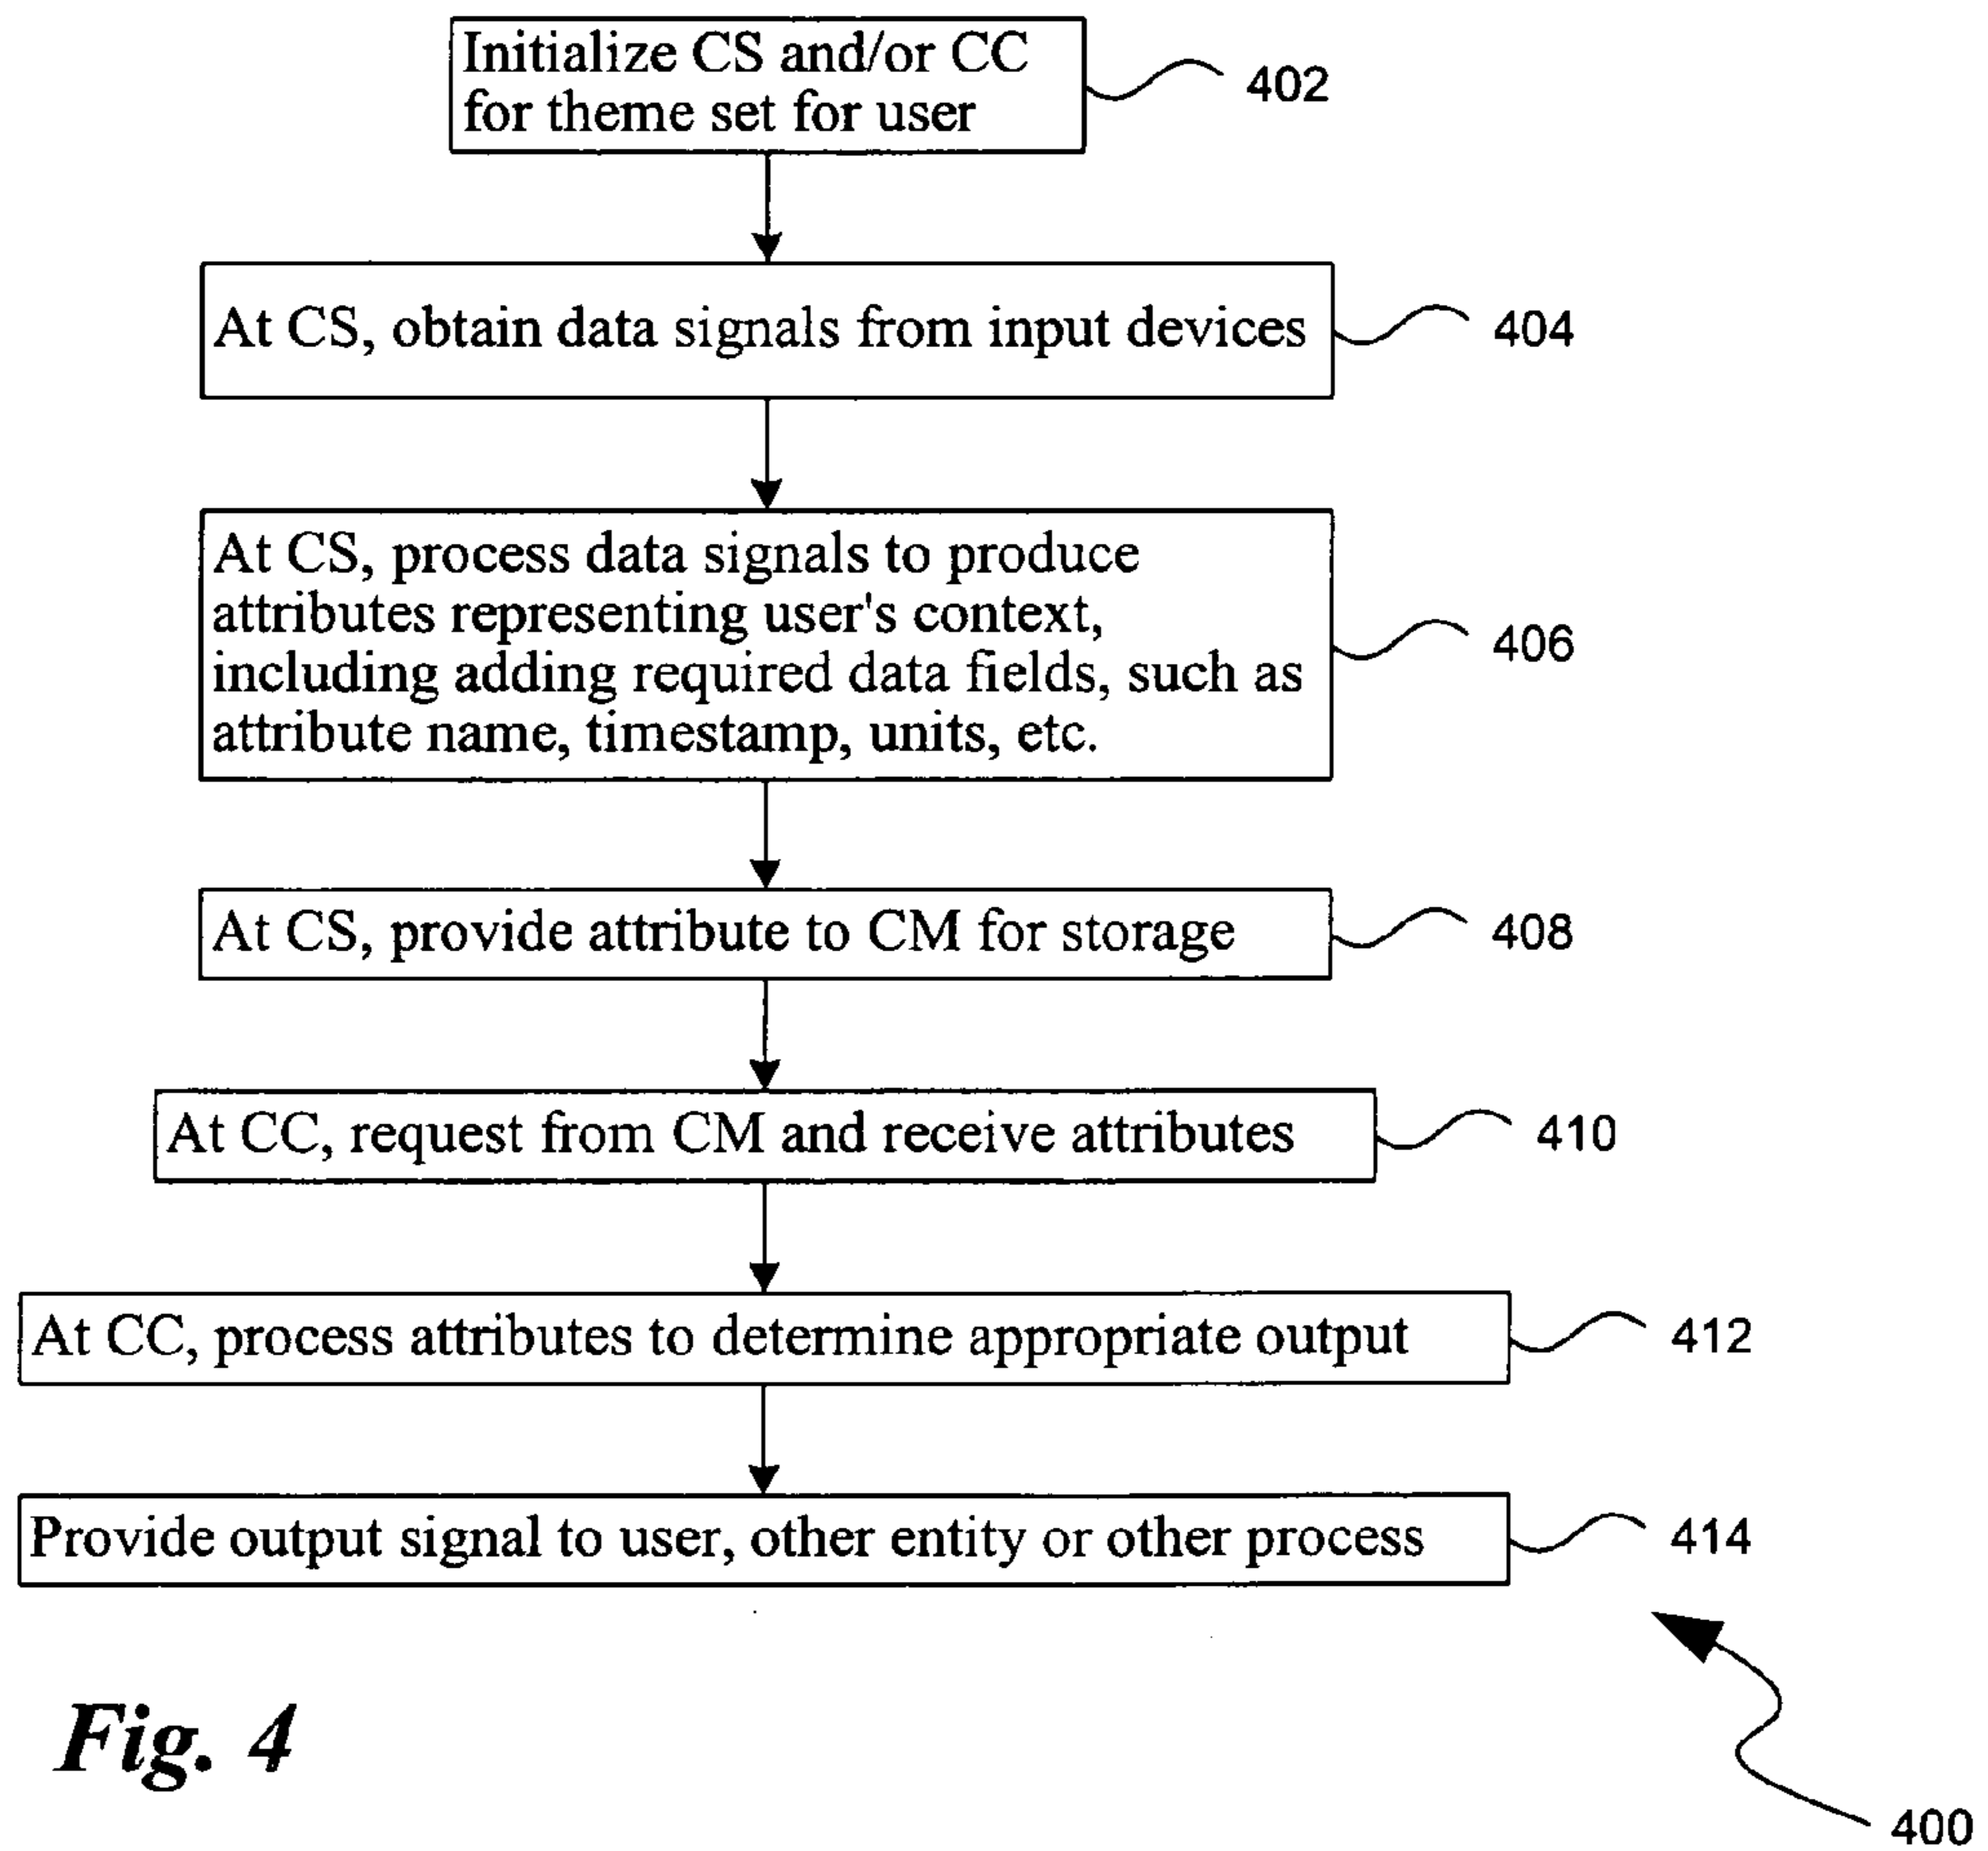 Initialize CS and/or CC
for theme set for user
402
At CS, obtain data signals from input devices
404
At CS, process data signals to produce
attributes representing user's context,
including adding required data fields, such as
attribute name, timestamp, units, etc.
406
At CS, provide attribute to CM for storage
408
At CC, request from CM and receive attributes
410
At CC, process attributes to determine appropriate output
412
Provide output signal to user, other entity or other process
414
Fig. 4
400